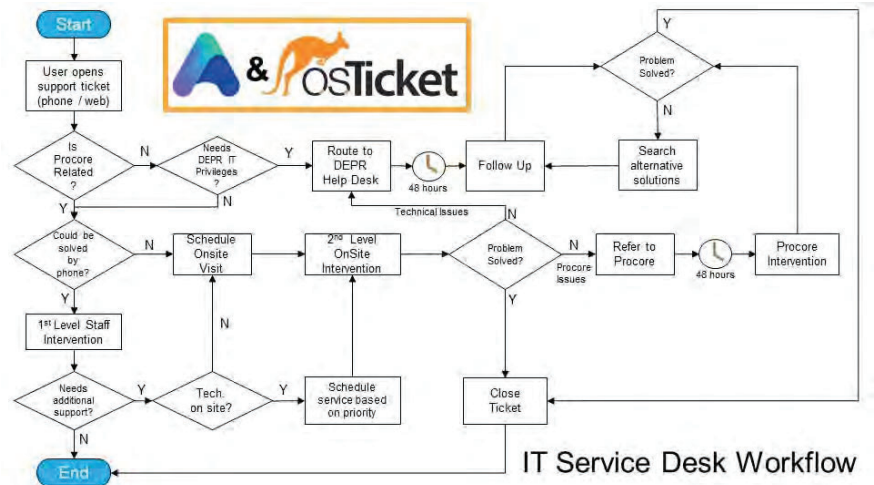 Start
User opens
support ticket
(phone / web)
& osTicket
Y
Problem
Solved?
N
Is
Procore
Related
?
N
Needs
DEPR IT
Privileges
?
Y
Route to
DEPR
Help Desk
48 hours
Follow Up
Search
alternative
solutions
Y
N
Technical Issues
N
Could be
solved
by
phone?
N
Schedule
Onsite
Visit
2nd Level
OnSite
Intervention
Problem
Solved?
N
Procore
Issues
Refer to
Procore
48 hours
Procore
Intervention
Y
Y
1st Level Staff
Intervention
N
Needs
additional
support?
Y
Tech.
on site?
Y
Schedule
service based
on priority
Close
Ticket
N
End
IT Service Desk Workflow